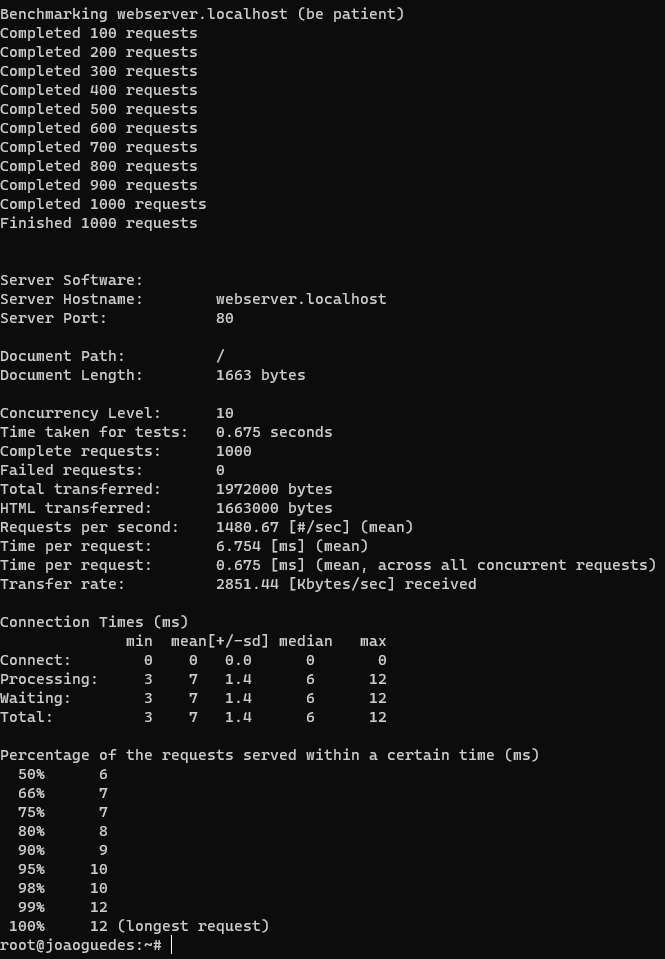 Benchmarking webserver.localhost (be patient)
Completed 100 requests
Completed 200 requests
Completed 300 requests
Completed 400 requests
Completed 500 requests
Completed 600 requests
Completed 700 requests
Completed 800 requests
Completed 900 requests
Completed 1000 requests
Finished 1000 requests
Server Software:
Server Hostname:        webserver.localhost
Server Port:            80
Document Path:          /
Document Length:        1663 bytes
Concurrency Level:      10
Time taken for tests:   0.675 seconds
Complete requests:      1000
Failed requests:        0
Total transferred:      1972000 bytes
HTML transferred:       1663000 bytes
Requests per second:    1480.67 [#/sec] (mean)
Time per request:       6.754 [ms] (mean)
Time per request:       0.675 [ms] (mean, across all concurrent requests)
Transfer rate:          2851.44 [Kbytes/sec] received
Connection Times (ms)
              min  mean[+/-sd] median   max
Connect:        0    0   0.0      0       0
Processing:     3    7   1.4      6      12
Waiting:        3    7   1.4      6      12
Total:          3    7   1.4      6      12
Percentage of the requests served within a certain time (ms)
  50%      6
  66%      7
  75%      7
  80%      8
  90%      9
  95%     10
  98%     10
  99%     12
 100%     12 (longest request)
root@joaoguedes:~#